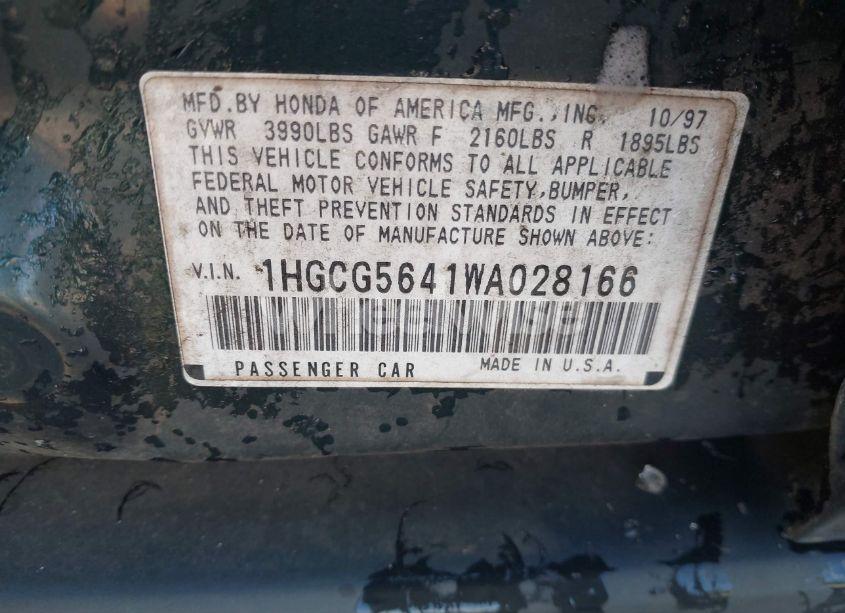 MFD.BY HONDA OF AMERICA MFG.,INC. 10/97
GVWR 3990LBS GAWR F 2160LBS R 1895LBS
THIS VEHICLE CONFORMS TO ALL APPLICABLE
FEDERAL MOTOR VEHICLE SAFETY,BUMPER,
AND THEFT PREVENTION STANDARDS IN EFFECT
ON THE DATE OF MANUFACTURE SHOWN ABOVE:
V.I.N. 1HGCG5641WA028166
PASSENGER CAR MADE IN U.S.A.